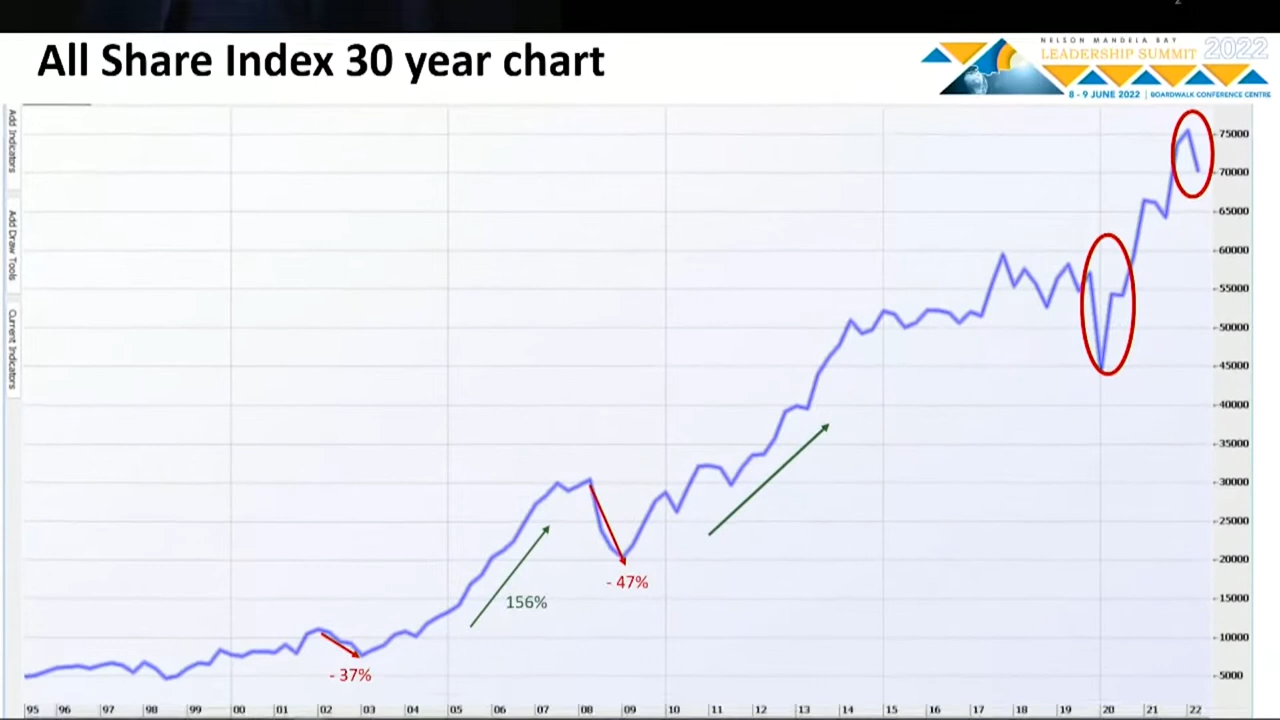 2
All Share Index 30 year chart
NELSON MANDELA BAY
LEADERSHIP SUMMIT 2022
8 - 9 JUNE 2022 | BOARDWALK CONFERENCE CENTRE
Add Indicators
Add Draw Tools
Current Indicators
75000
70000
65000
60000
55000
50000
45000
40000
35000
30000
25000
20000
15000
10000
5000
- 47%
156%
- 37%
95 96 97 98 99 00 01 02 03 04 05 06 07 08 09 10 11 12 13 14 15 16 17 18 19 20 21 22